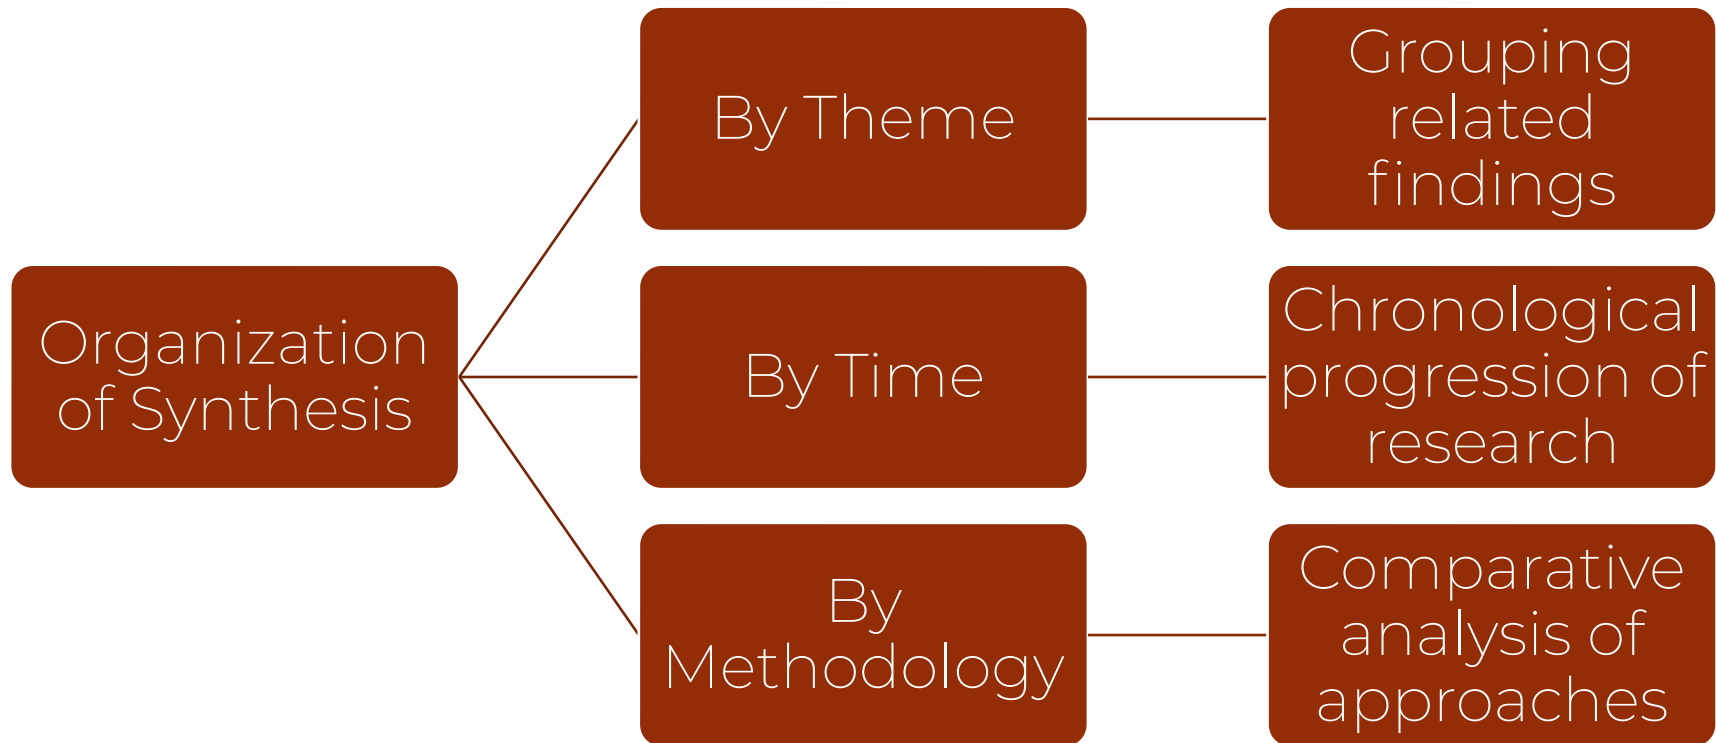 Organization
of Synthesis
By Theme
Grouping
related
findings
By Time
Chronological
progression of
research
By
Methodology
Comparative
analysis of
approaches